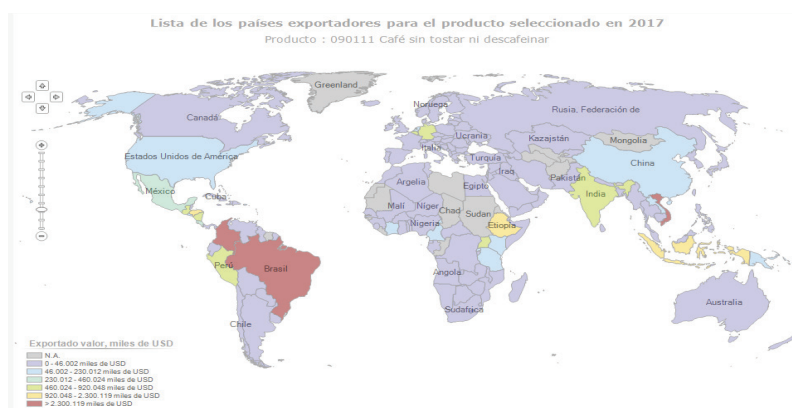 Lista de los países exportadores para el producto seleccionado en 2017
Producto : 090111 Café sin tostar ni descafeinar
Greenland
Noruega
Rusia, Federación de
Canadá
Ucrania
Kazajstán
Mongolia
Italia
Estados Unidos de América
Turquía
China
Iraq
Pakistán
Argelia
Egipto
México
Cuba
India
Malí
Níger
Chad
Sudan
Nigeria
Etiopía
Perú
Brasil
Angola
Australia
Chile
Sudáfrica
Exportado valor, miles de USD
N.A.
0 - 46.002 miles de USD
46.002 - 230.012 miles de USD
230.012 - 460.024 miles de USD
460.024 - 920.048 miles de USD
920.048 - 2.300.119 miles de USD
> 2.300.119 miles de USD